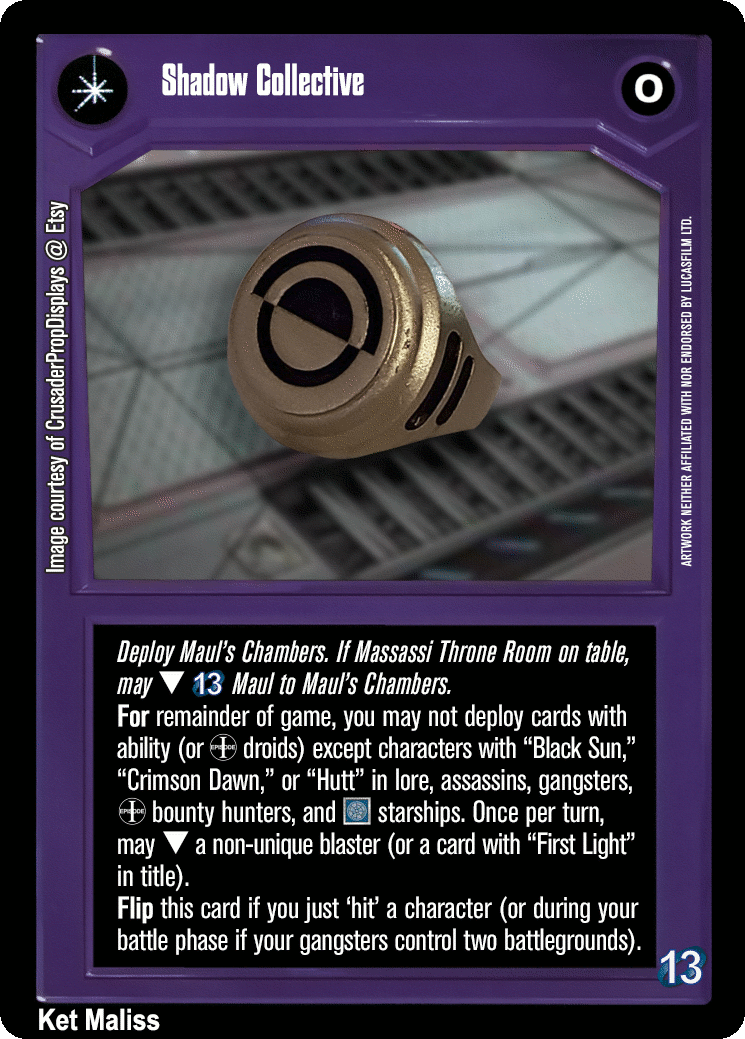 Shadow Collective
O
Image courtesy of CrusaderPropDisplays @ Etsy
ARTWORK NEITHER AFFILIATED WITH NOR ENDORSED BY LUCASFILM LTD.
Deploy Maul's Chambers. If Massassi Throne Room on table,
may ▼ 13 Maul to Maul's Chambers.
For remainder of game, you may not deploy cards with
ability (or EPISODE I droids) except characters with “Black Sun,”
“Crimson Dawn,” or “Hutt” in lore, assassins, gangsters,
EPISODE I bounty hunters, and starships. Once per turn,
may ▼ a non-unique blaster (or a card with “First Light”
in title).
Flip this card if you just ‘hit’ a character (or during your
battle phase if your gangsters control two battlegrounds).
13
Ket Maliss